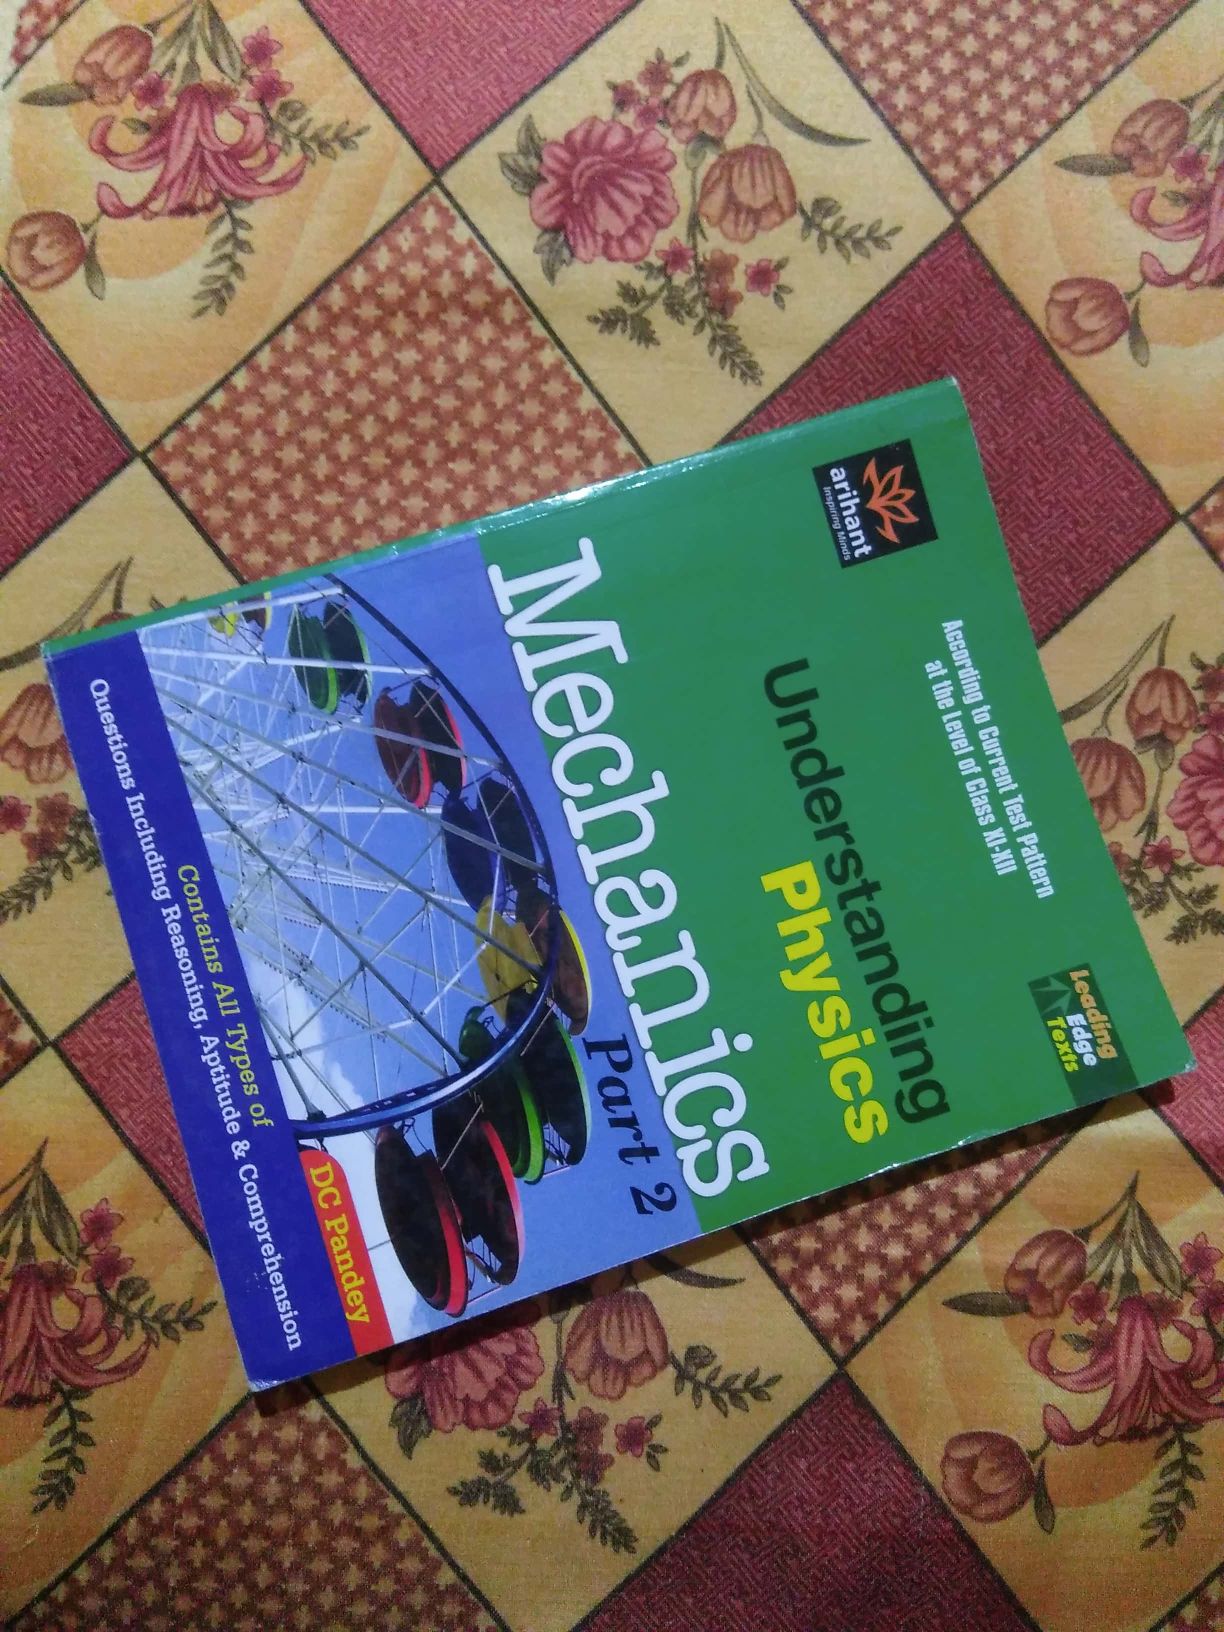 According to Current Test Pattern
at the Level of Class XI-XII
arihant
Inspiring Minds
Leading
Edge
Texts
Understanding
Physics
Mechanics
Part 2
DC Pandey
Contains All Types of
Questions Including Reasoning, Aptitude & Comprehension